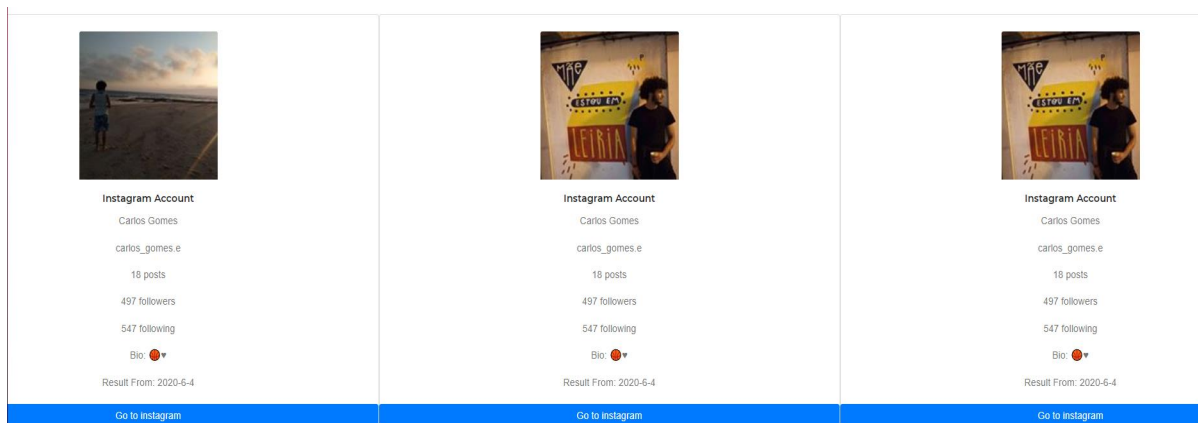 MÃE
ESTOU EM
LEIRIA
Instagram Account
Carlos Gomes
carlos_gomes.e
18 posts
497 followers
547 following
Bio: 🏀♥
Result From: 2020-6-4
Go to instagram
MÃE
ESTOU EM
LEIRIA
Instagram Account
Carlos Gomes
carlos_gomes.e
18 posts
497 followers
547 following
Bio: 🏀♥
Result From: 2020-6-4
Go to instagram
Instagram Account
Carlos Gomes
carlos_gomes.e
18 posts
497 followers
547 following
Bio: 🏀♥
Result From: 2020-6-4
Go to instagram